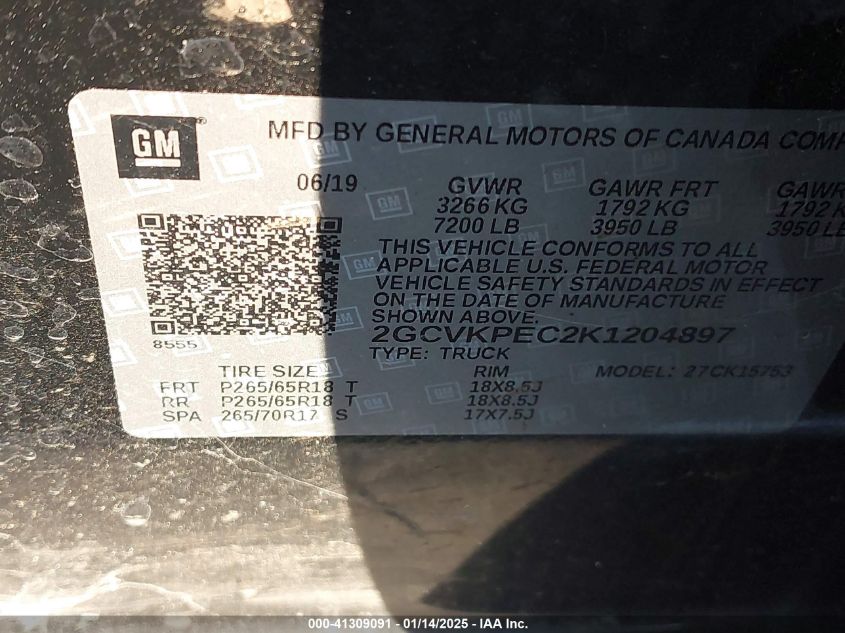 GM
MFD BY GENERAL MOTORS OF CANADA COMP
06/19 GVWR GAWR FRT GAWR
3266 KG 1792 KG 1792 K
7200 LB 3950 LB 3950 LB
THIS VEHICLE CONFORMS TO ALL
APPLICABLE U.S. FEDERAL MOTOR
VEHICLE SAFETY STANDARDS IN EFFECT
ON THE DATE OF MANUFACTURE
SHOWN ABOVE.
2GCVKPEC2K1204897
8555
TYPE: TRUCK MODEL: 27CK15753
TIRE SIZE RIM
FRT P265/65R18 T 18X8.5J
RR P265/65R18 T 18X8.5J
SPA 265/70R17 S 17X7.5J
000-41309091 - 01/14/2025 - IAA Inc.